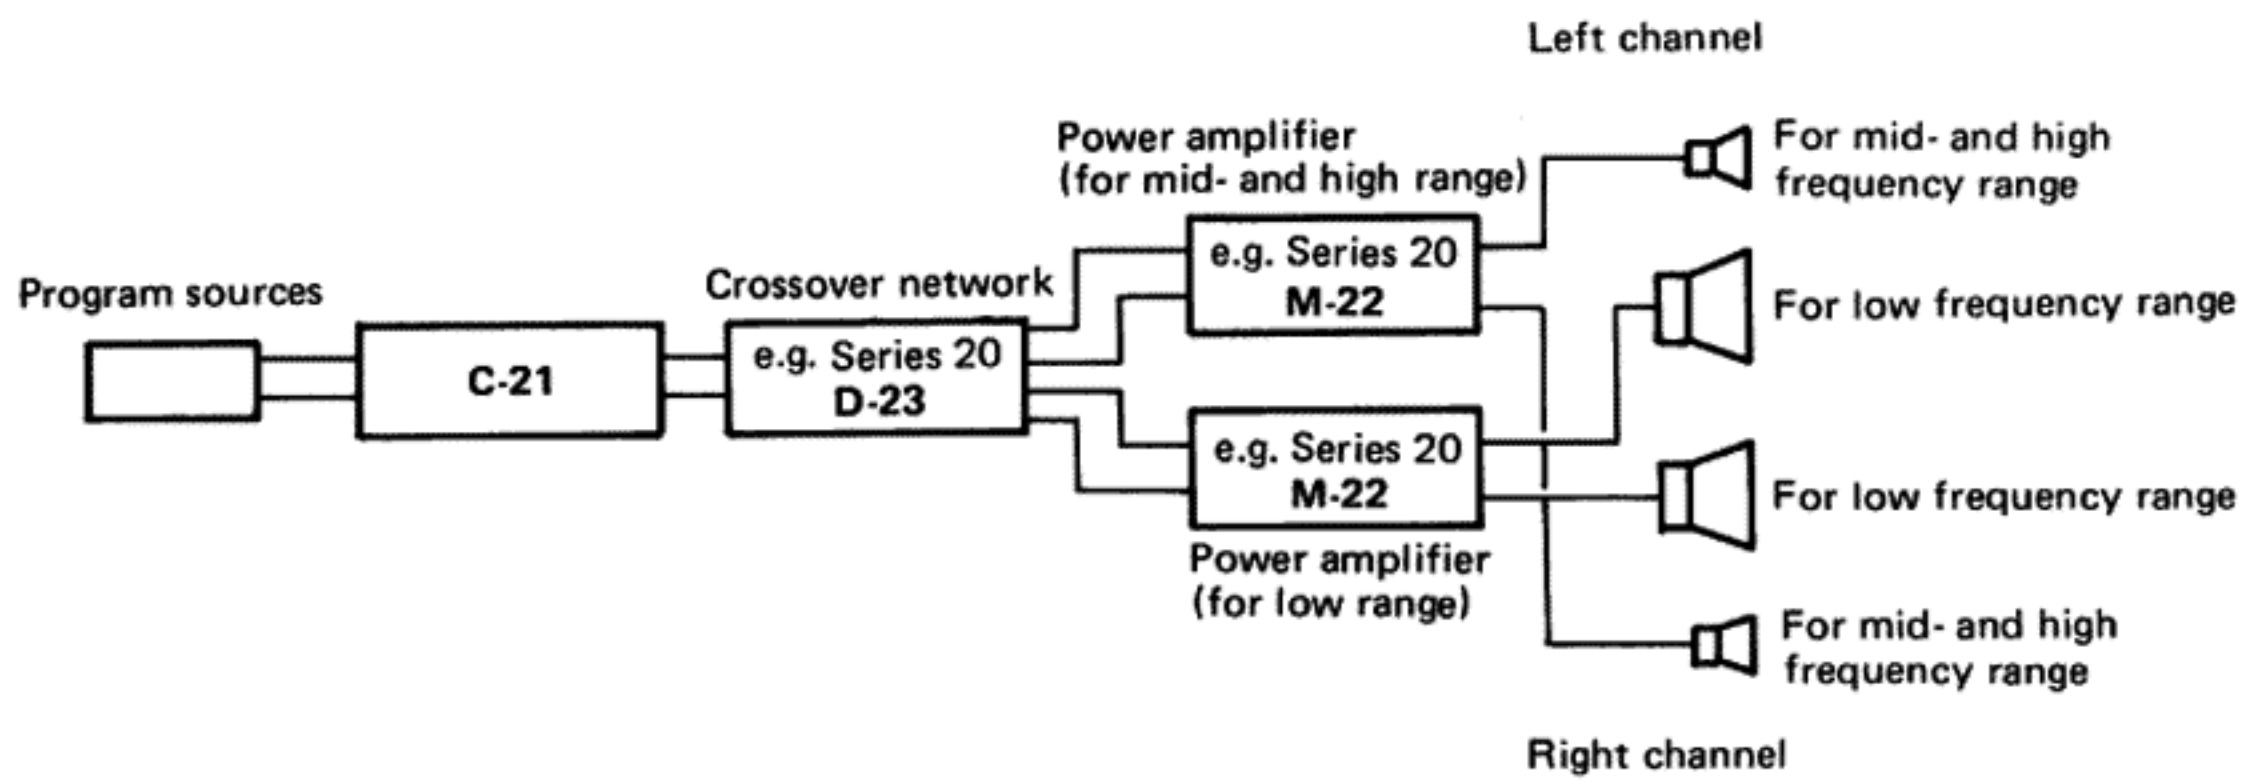 Left channel
Power amplifier
(for mid- and high range)
For mid- and high
frequency range
e.g. Series 20
M-22
For low frequency range
Program sources
Crossover network
C-21
e.g. Series 20
D-23
e.g. Series 20
M-22
For low frequency range
Power amplifier
(for low range)
For mid- and high
frequency range
Right channel